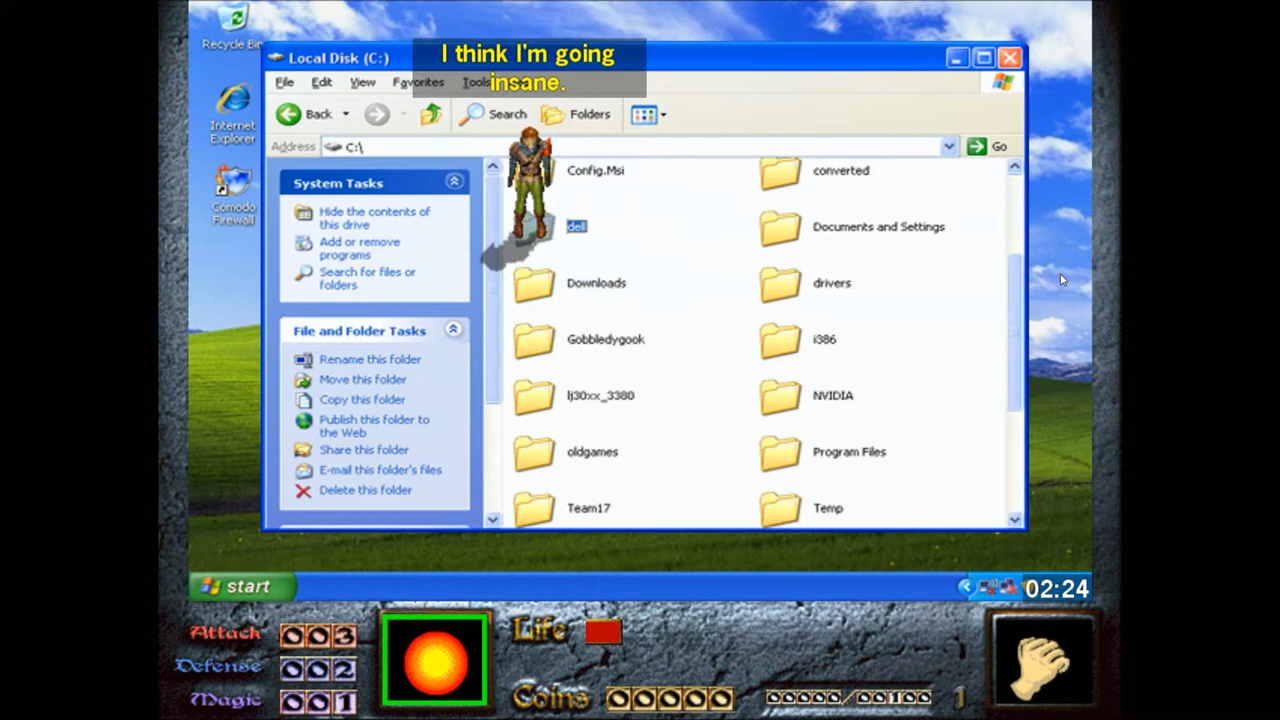 Recycle Bin
Internet
Explorer
Comodo
Firewall
Local Disk (C:)
I think I'm going
insane.
File Edit View Favorites Tools
Back Search Folders
Address C:\ Go
System Tasks
Hide the contents of
this drive
Add or remove
programs
Search for files or
folders
File and Folder Tasks
Rename this folder
Move this folder
Copy this folder
Publish this folder to
the Web
Share this folder
E-mail this folder's files
Delete this folder
Config.Msi converted
dell Documents and Settings
Downloads drivers
Gobbledygook i386
lj30xx_3380 NVIDIA
oldgames Program Files
Team17 Temp
start 02:24
Attack 003
Defense 002
Magic 001
Life
Coins 00000 00000/00100 1